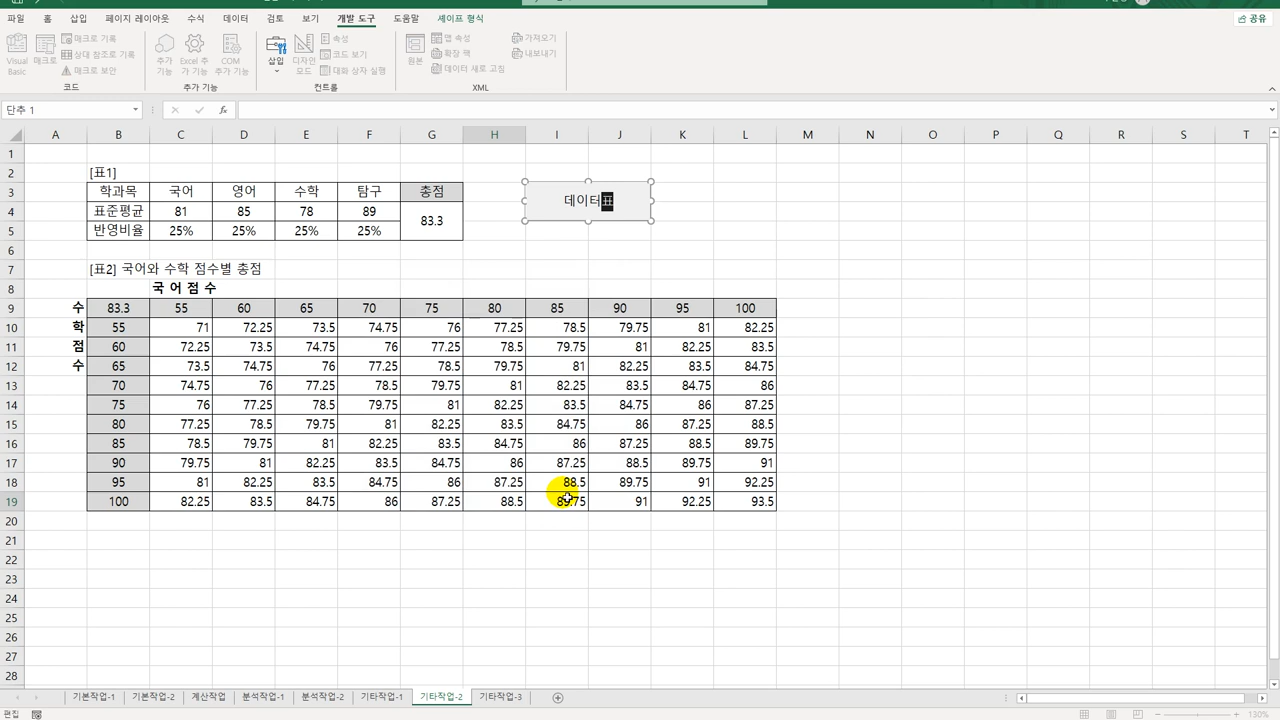 파일 홈 삽입 페이지 레이아웃 수식 데이터 검토 보기 개발 도구 도움말 셰이프 형식 공유
Visual Basic 매크로 매크로 기록 상대 참조로 기록 매크로 보안 추가 기능 Excel 추가 기능 COM 추가 기능 삽입 디자인 모드 속성 코드 보기 대화 상자 실행 원본 맵 속성 확장 팩 데이터 새로 고침 가져오기 내보내기
코드 추가 기능 컨트롤 XML
단추 1 fx
A B C D E F G H I J K L M N O P Q R S T
1
2 [표1]
3 학과목 국어 영어 수학 탐구 총점 데이터표
4 표준평균 81 85 78 89 83.3
5 반영비율 25% 25% 25% 25%
6
7 [표2] 국어와 수학 점수별 총점
8 국 어 점 수
9 수 83.3 55 60 65 70 75 80 85 90 95 100
10 학 55 71 72.25 73.5 74.75 76 77.25 78.5 79.75 81 82.25
11 점 60 72.25 73.5 74.75 76 77.25 78.5 79.75 81 82.25 83.5
12 수 65 73.5 74.75 76 77.25 78.5 79.75 81 82.25 83.5 84.75
13 70 74.75 76 77.25 78.5 79.75 81 82.25 83.5 84.75 86
14 75 76 77.25 78.5 79.75 81 82.25 83.5 84.75 86 87.25
15 80 77.25 78.5 79.75 81 82.25 83.5 84.75 86 87.25 88.5
16 85 78.5 79.75 81 82.25 83.5 84.75 86 87.25 88.5 89.75
17 90 79.75 81 82.25 83.5 84.75 86 87.25 88.5 89.75 91
18 95 81 82.25 83.5 84.75 86 87.25 88.5 89.75 91 92.25
19 100 82.25 83.5 84.75 86 87.25 88.5 89.75 91 92.25 93.5
20
21
22
23
24
25
26
27
28
기본작업-1 기본작업-2 계산작업 분석작업-1 분석작업-2 기타작업-1 기타작업-2 기타작업-3
편집 130%